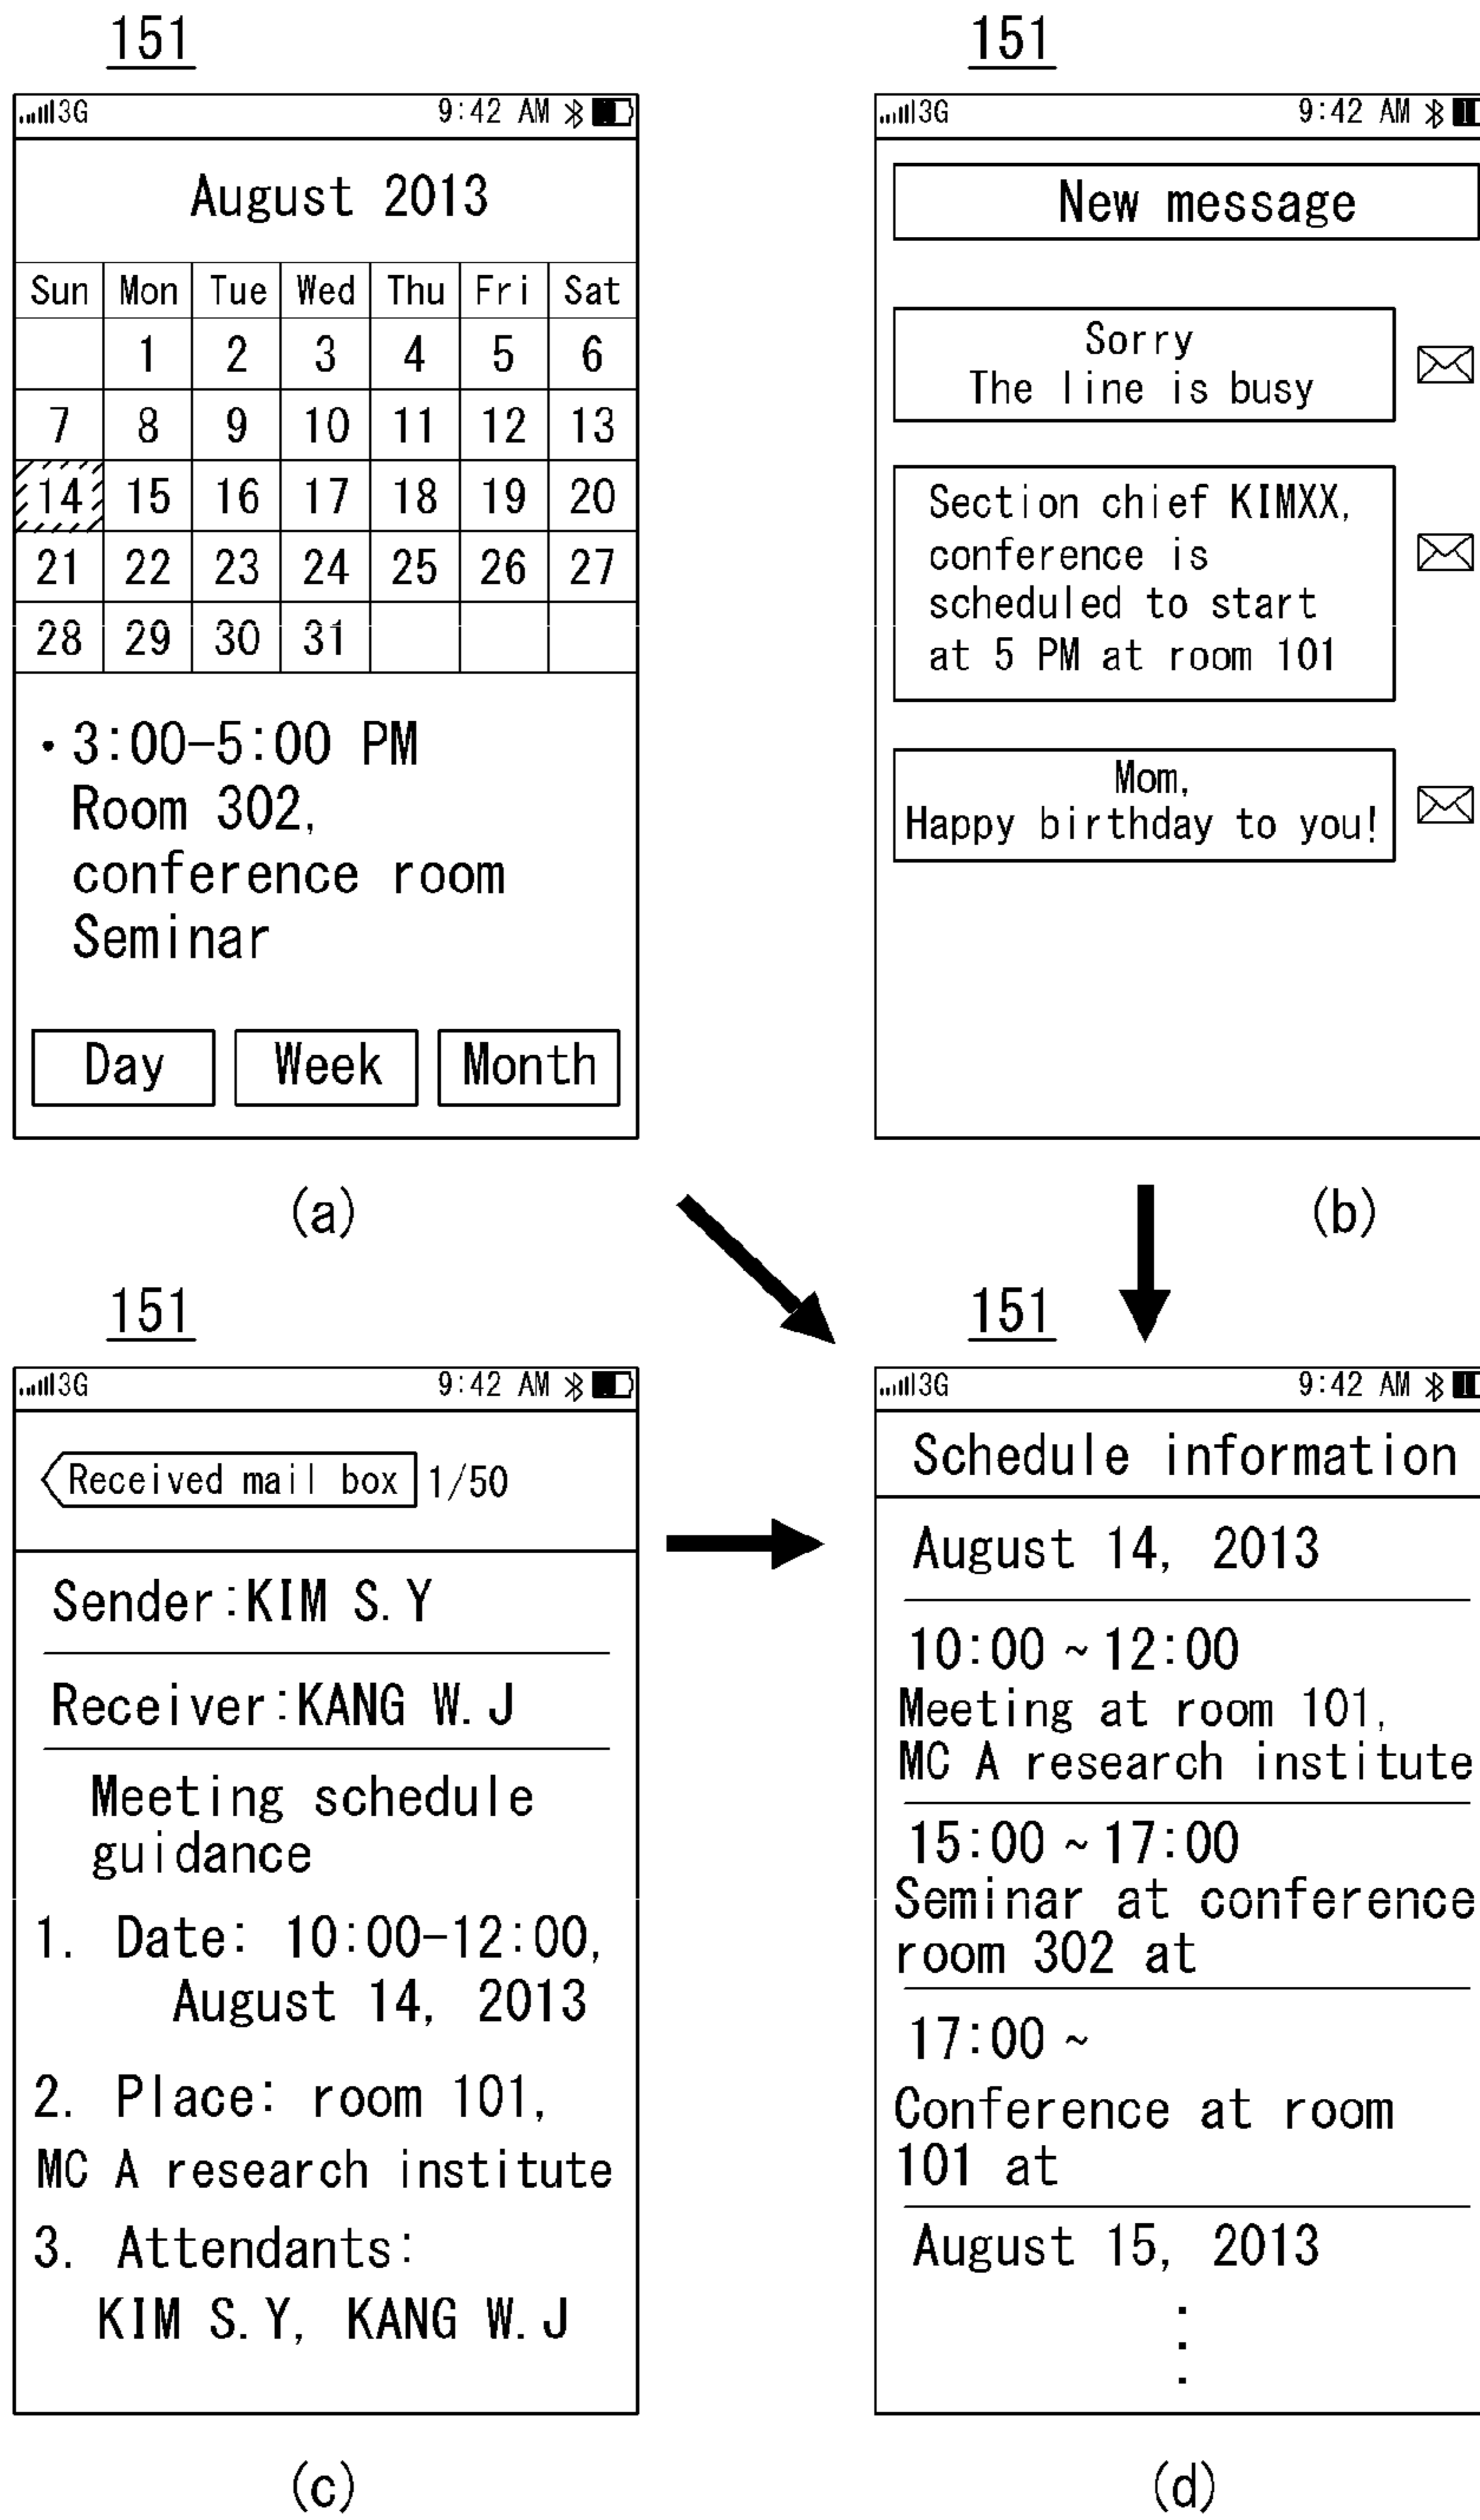 151
3G 9:42 AM
August 2013
Sun Mon Tue Wed Thu Fri Sat
1 2 3 4 5 6
7 8 9 10 11 12 13
14 15 16 17 18 19 20
21 22 23 24 25 26 27
28 29 30 31
・3:00-5:00 PM
Room 302,
conference room
Seminar
Day Week Month
(a)
151
3G 9:42 AM
New message
Sorry
The line is busy
Section chief KIMXX,
conference is
scheduled to start
at 5 PM at room 101
Mom,
Happy birthday to you!
(b)
151
3G 9:42 AM
Received mail box 1/50
Sender:KIM S.Y
Receiver:KANG W.J
Meeting schedule
guidance
1. Date: 10:00-12:00,
August 14, 2013
2. Place: room 101,
MC A research institute
3. Attendants:
KIM S.Y, KANG W.J
(c)
151
3G 9:42 AM
Schedule information
August 14, 2013
10:00 ~ 12:00
Meeting at room 101,
MC A research institute
15:00 ~ 17:00
Seminar at conference
room 302 at
17:00 ~
Conference at room
101 at
August 15, 2013
(d)